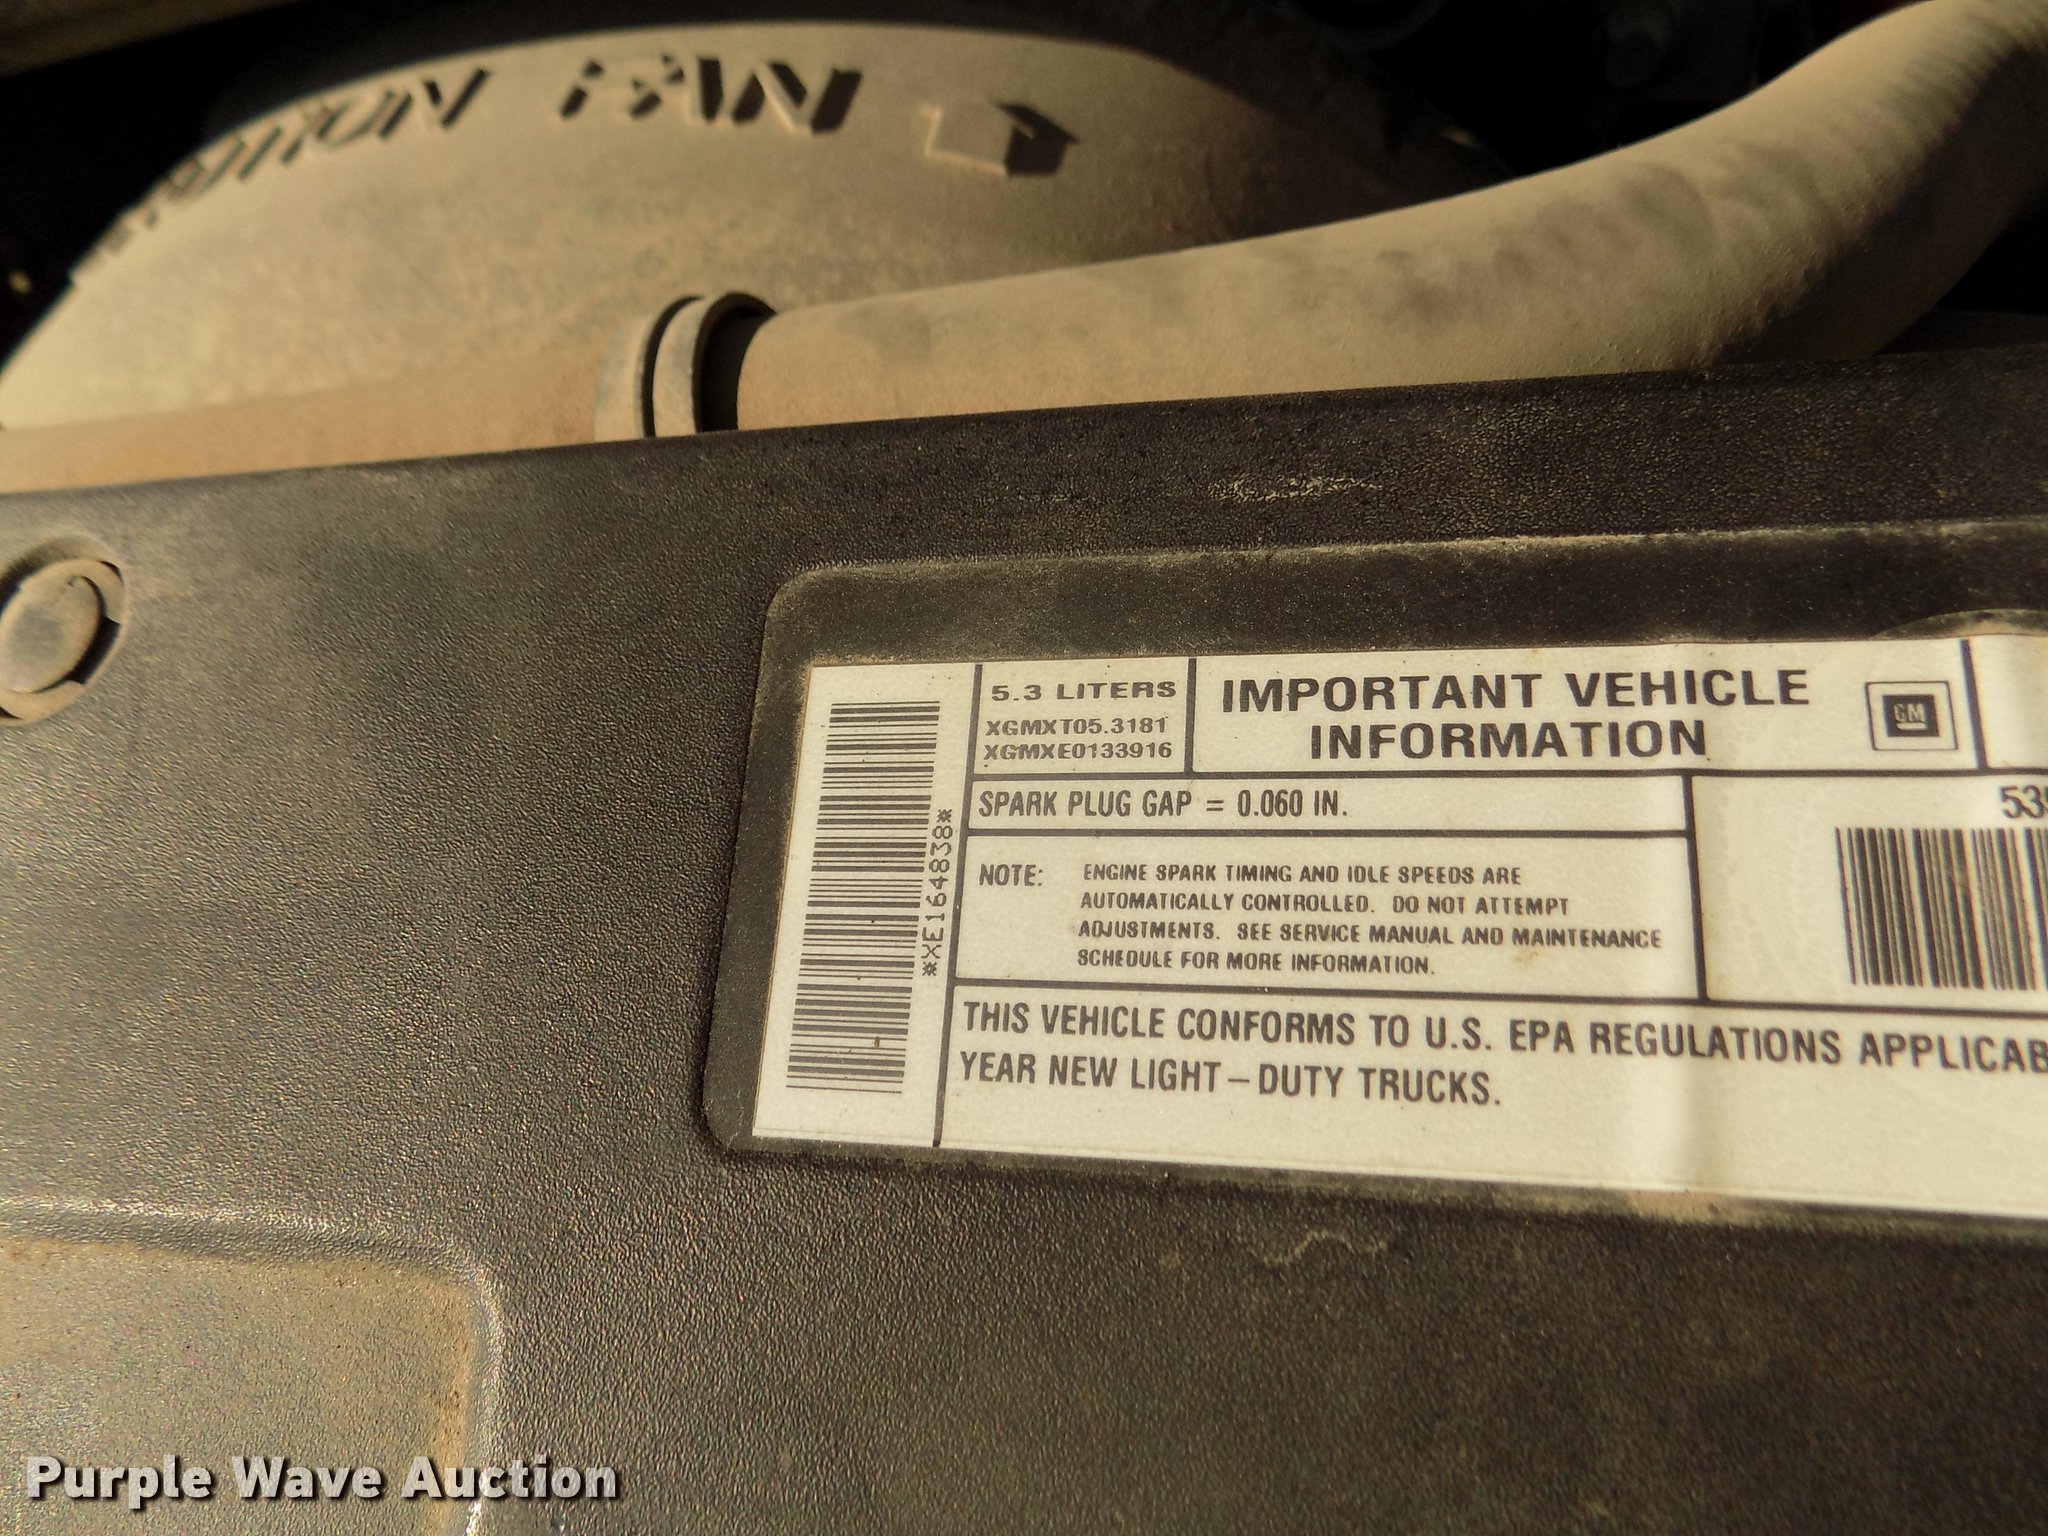 FAN
5.3 LITERS
XGMXT05.3181
XGMXE0133916
IMPORTANT VEHICLE
INFORMATION
GM
SPARK PLUG GAP = 0.060 IN.
*XE164838*
NOTE: ENGINE SPARK TIMING AND IDLE SPEEDS ARE
AUTOMATICALLY CONTROLLED. DO NOT ATTEMPT
ADJUSTMENTS. SEE SERVICE MANUAL AND MAINTENANCE
SCHEDULE FOR MORE INFORMATION.
THIS VEHICLE CONFORMS TO U.S. EPA REGULATIONS APPLICAB
YEAR NEW LIGHT-DUTY TRUCKS.
Purple Wave Auction